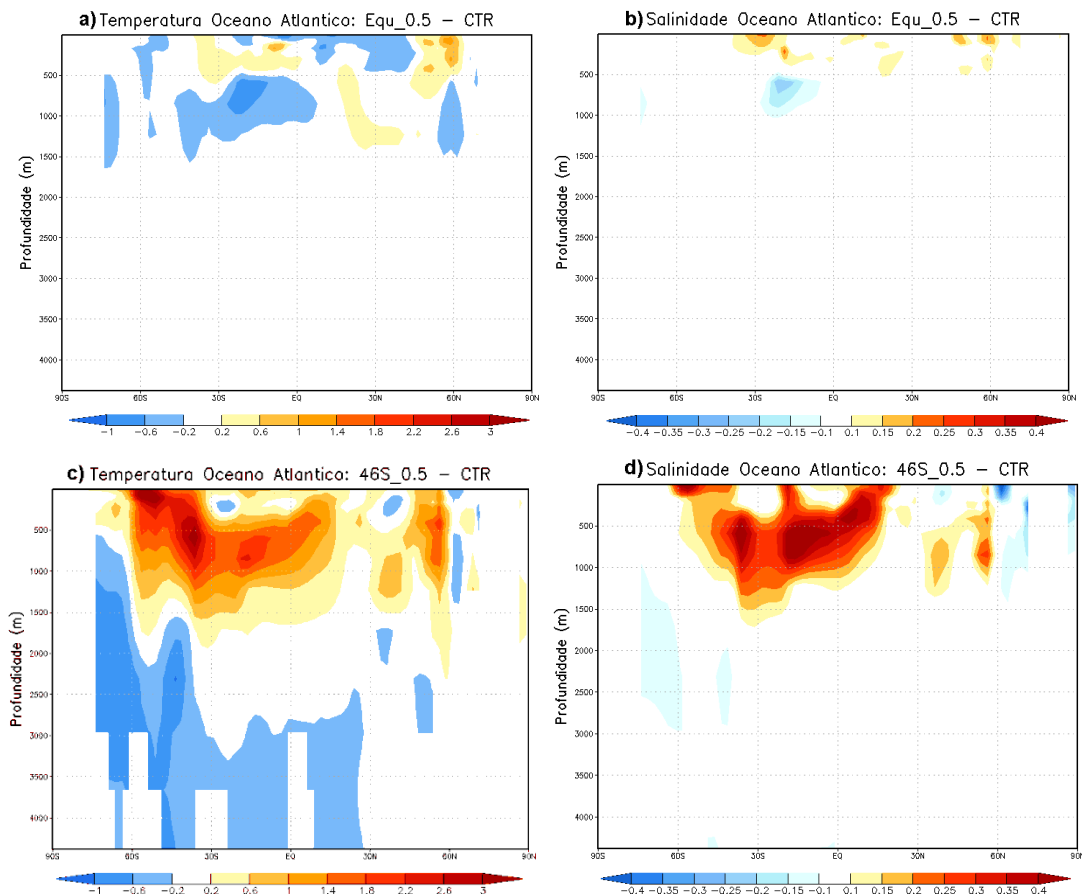 a) Temperatura Oceano Atlantico: Equ_0.5 – CTR
Profundidade (m)
500
1000
1500
2000
2500
3000
3500
4000
90S 60S 30S EQ 30N 60N 90N
-1 -0.6 -0.2 0.2 0.6 1 1.4 1.8 2.2 2.6 3
b) Salinidade Oceano Atlantico: Equ_0.5 – CTR
Profundidade (m)
500
1000
1500
2000
2500
3000
3500
4000
90S 60S 30S EQ 30N 60N 90N
-0.4 -0.35 -0.3 -0.25 -0.2 -0.15 -0.1 0.1 0.15 0.2 0.25 0.3 0.35 0.4
c) Temperatura Oceano Atlantico: 46S_0.5 – CTR
Profundidade (m)
500
1000
1500
2000
2500
3000
3500
4000
90S 60S 30S EQ 30N 60N 90N
-1 -0.6 -0.2 0.2 0.6 1 1.4 1.8 2.2 2.6 3
d) Salinidade Oceano Atlantico: 46S_0.5 – CTR
Profundidade (m)
500
1000
1500
2000
2500
3000
3500
4000
90S 60S 30S EQ 30N 60N 90N
-0.4 -0.35 -0.3 -0.25 -0.2 -0.15 -0.1 0.1 0.15 0.2 0.25 0.3 0.35 0.4